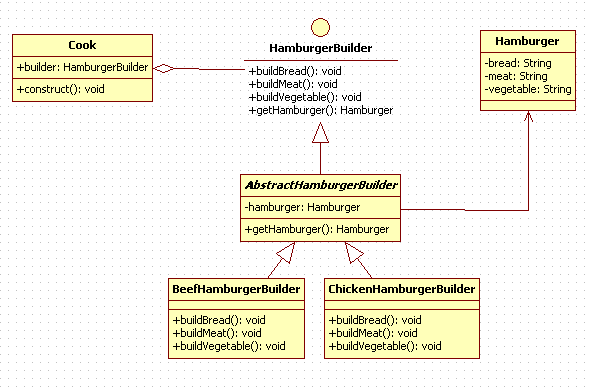 Cook
+builder: HamburgerBuilder
+construct(): void
HamburgerBuilder
+buildBread(): void
+buildMeat(): void
+buildVegetable(): void
+getHamburger(): Hamburger
Hamburger
-bread: String
-meat: String
-vegetable: String
AbstractHamburgerBuilder
-hamburger: Hamburger
+getHamburger(): Hamburger
BeefHamburgerBuilder
+buildBread(): void
+buildMeat(): void
+buildVegetable(): void
ChickenHamburgerBuilder
+buildBread(): void
+buildMeat(): void
+buildVegetable(): void